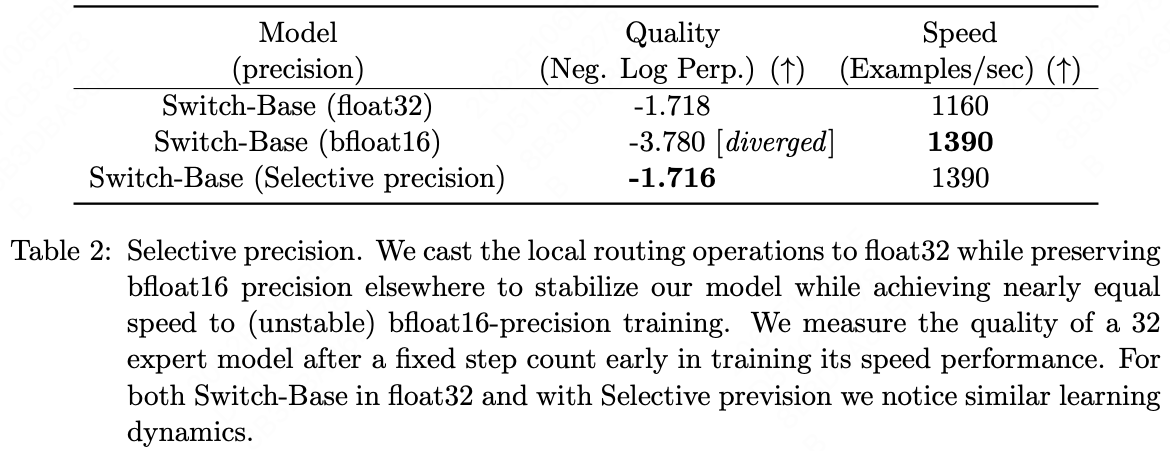 Model Quality Speed
(precision) (Neg. Log Perp.) (↑) (Examples/sec) (↑)
Switch-Base (float32) -1.718 1160
Switch-Base (bfloat16) -3.780 [diverged] 1390
Switch-Base (Selective precision) -1.716 1390
Table 2: Selective precision. We cast the local routing operations to float32 while preserving
bfloat16 precision elsewhere to stabilize our model while achieving nearly equal
speed to (unstable) bfloat16-precision training. We measure the quality of a 32
expert model after a fixed step count early in training its speed performance. For
both Switch-Base in float32 and with Selective prevision we notice similar learning
dynamics.